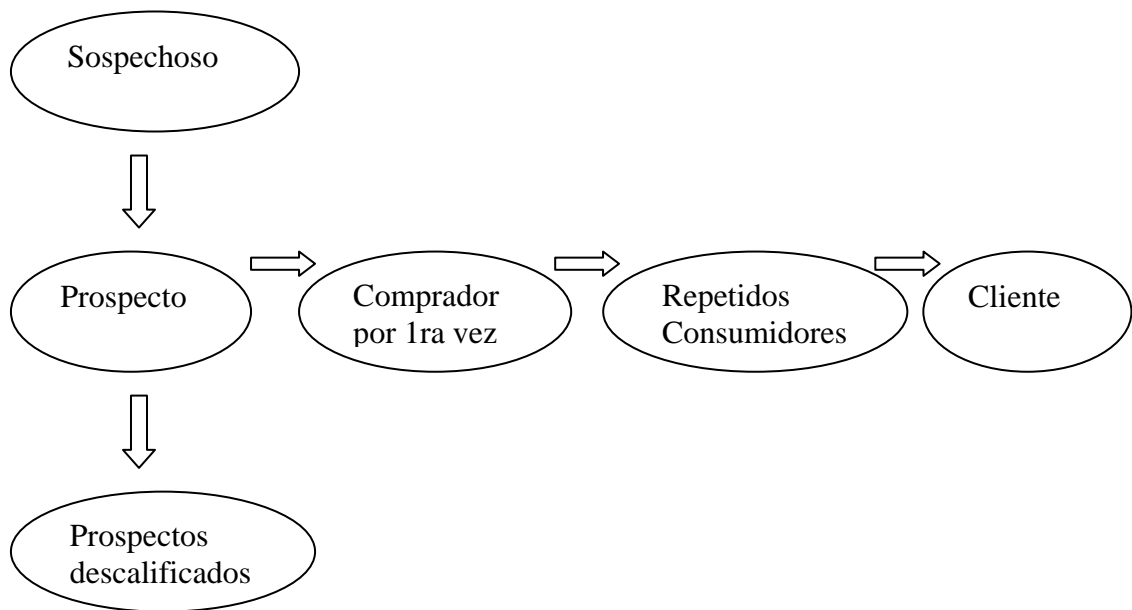 Sospechoso
Prospecto
Comprador
por 1ra vez
Repetidos
Consumidores
Cliente
Prospectos
descalificados